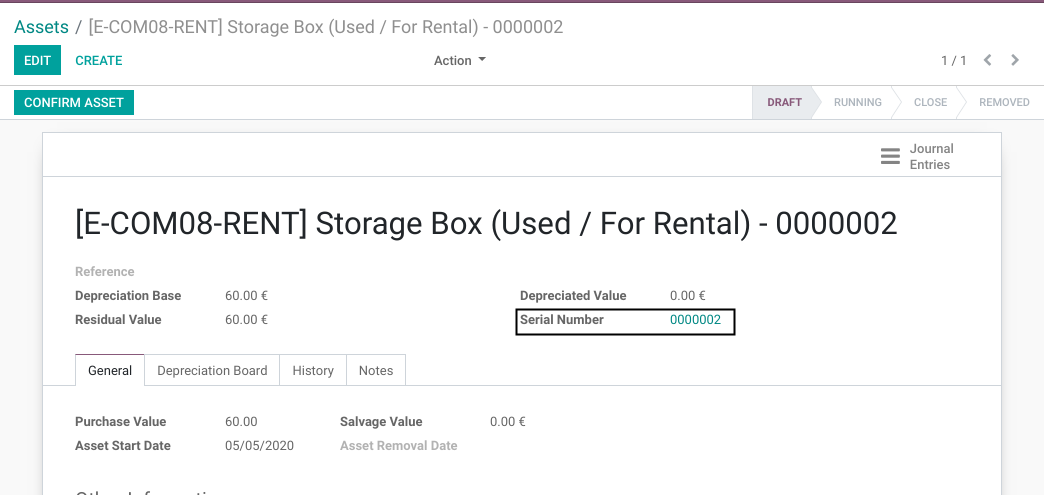 Assets / [E-COM08-RENT] Storage Box (Used / For Rental) - 0000002
EDIT CREATE Action 1 / 1
CONFIRM ASSET DRAFT RUNNING CLOSE REMOVED
Journal
Entries
[E-COM08-RENT] Storage Box (Used / For Rental) - 0000002
Reference
Depreciation Base 60.00 € Depreciated Value 0.00 €
Residual Value 60.00 € Serial Number 0000002
General Depreciation Board History Notes
Purchase Value 60.00 Salvage Value 0.00 €
Asset Start Date 05/05/2020 Asset Removal Date